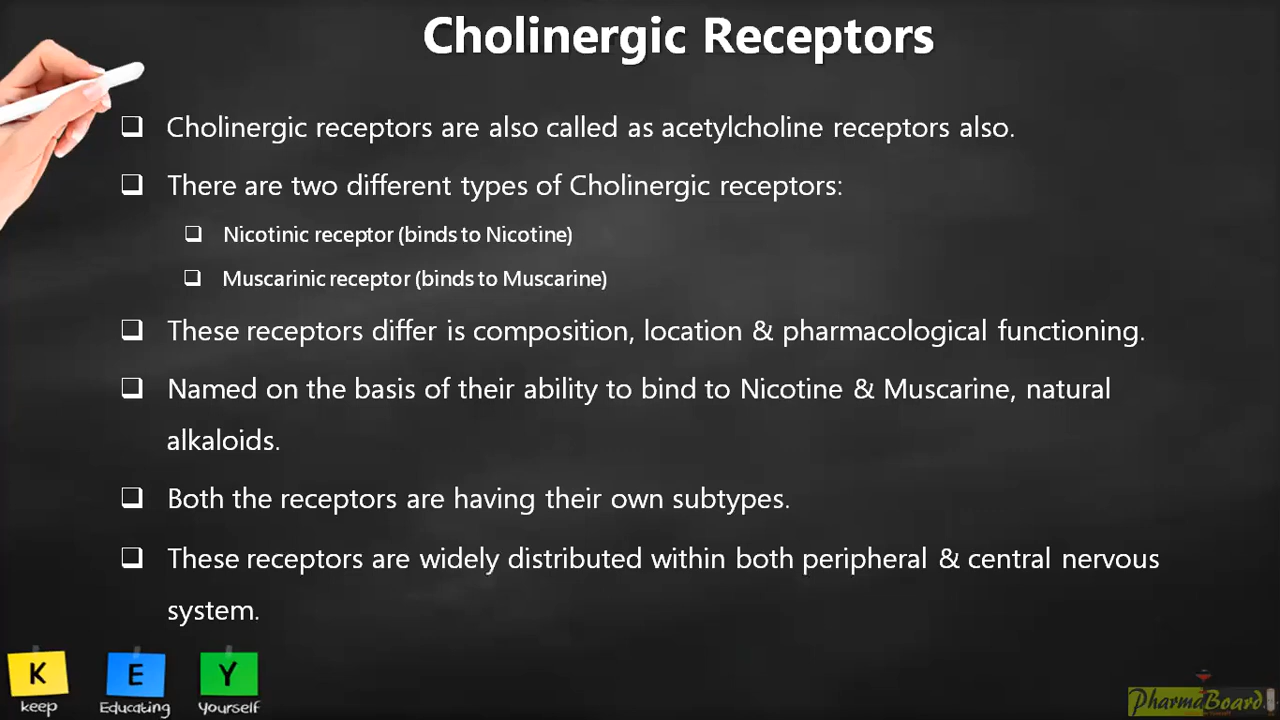 Cholinergic Receptors
Cholinergic receptors are also called as acetylcholine receptors also.
There are two different types of Cholinergic receptors:
Nicotinic receptor (binds to Nicotine)
Muscarinic receptor (binds to Muscarine)
These receptors differ is composition, location & pharmacological functioning.
Named on the basis of their ability to bind to Nicotine & Muscarine, natural
alkaloids.
Both the receptors are having their own subtypes.
These receptors are widely distributed within both peripheral & central nervous
system.
K E Y
keep Educating Yourself
PharmaBoard